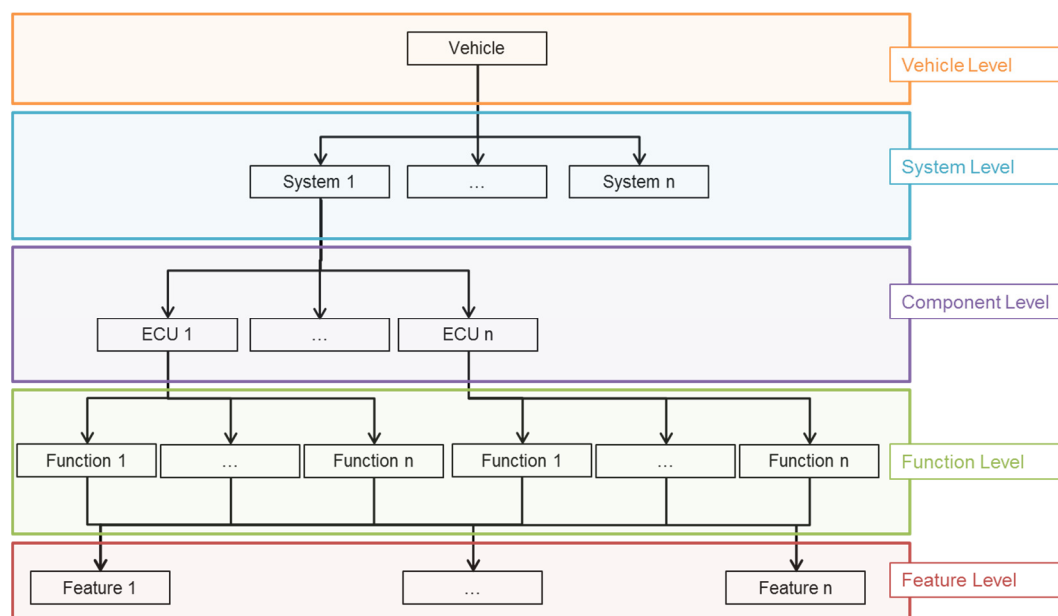 Vehicle
Vehicle Level
System 1
...
System n
System Level
ECU 1
...
ECU n
Component Level
Function 1
...
Function n
Function 1
...
Function n
Function Level
Feature 1
...
Feature n
Feature Level